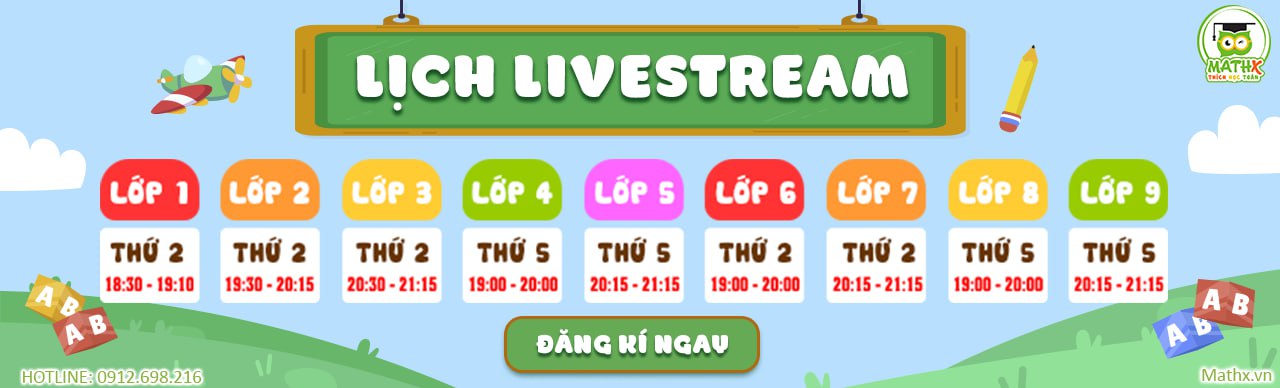 LỊCH LIVESTREAM
MATHX
THÍCH HỌC TOÁN
LỚP 1
THỨ 2
18:30 - 19:10
LỚP 2
THỨ 2
19:30 - 20:15
LỚP 3
THỨ 2
20:30 - 21:15
LỚP 4
THỨ 5
19:00 - 20:00
LỚP 5
THỨ 5
20:15 - 21:15
LỚP 6
THỨ 2
19:00 - 20:00
LỚP 7
THỨ 2
20:15 - 21:15
LỚP 8
THỨ 5
19:00 - 20:00
LỚP 9
THỨ 5
20:15 - 21:15
A B
A B
A B
A B
ĐĂNG KÍ NGAY
HOTLINE: 0912.698.216
Mathx.vn